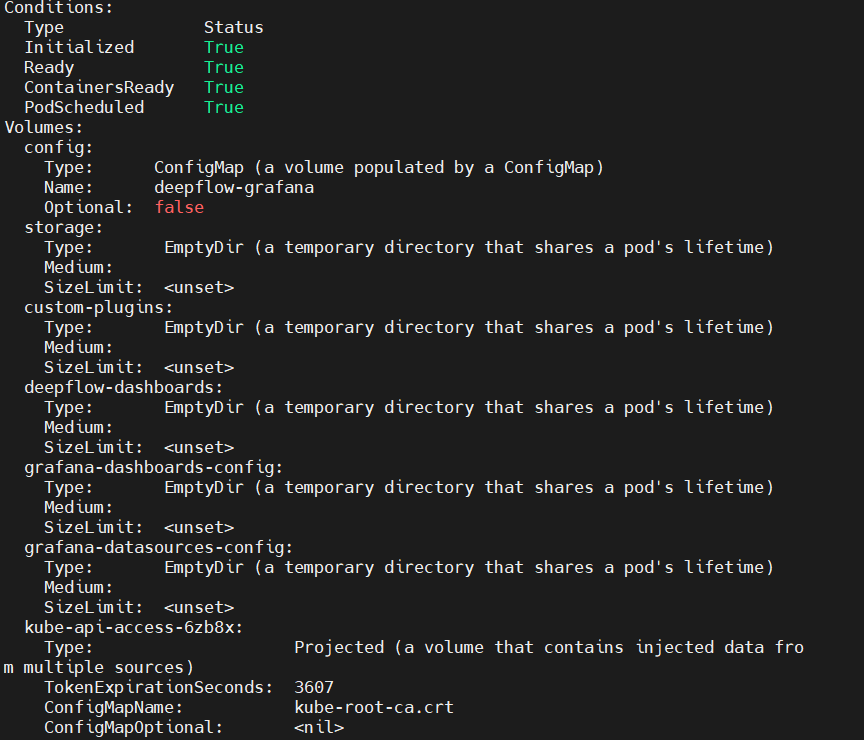 Conditions:
  Type              Status
  Initialized       True
  Ready             True
  ContainersReady   True
  PodScheduled      True
Volumes:
  config:
    Type:      ConfigMap (a volume populated by a ConfigMap)
    Name:      deepflow-grafana
    Optional:  false
  storage:
    Type:       EmptyDir (a temporary directory that shares a pod's lifetime)
    Medium:
    SizeLimit:  <unset>
  custom-plugins:
    Type:       EmptyDir (a temporary directory that shares a pod's lifetime)
    Medium:
    SizeLimit:  <unset>
  deepflow-dashboards:
    Type:       EmptyDir (a temporary directory that shares a pod's lifetime)
    Medium:
    SizeLimit:  <unset>
  grafana-dashboards-config:
    Type:       EmptyDir (a temporary directory that shares a pod's lifetime)
    Medium:
    SizeLimit:  <unset>
  grafana-datasources-config:
    Type:       EmptyDir (a temporary directory that shares a pod's lifetime)
    Medium:
    SizeLimit:  <unset>
  kube-api-access-6zb8x:
    Type:                    Projected (a volume that contains injected data fro
m multiple sources)
    TokenExpirationSeconds:  3607
    ConfigMapName:           kube-root-ca.crt
    ConfigMapOptional:       <nil>